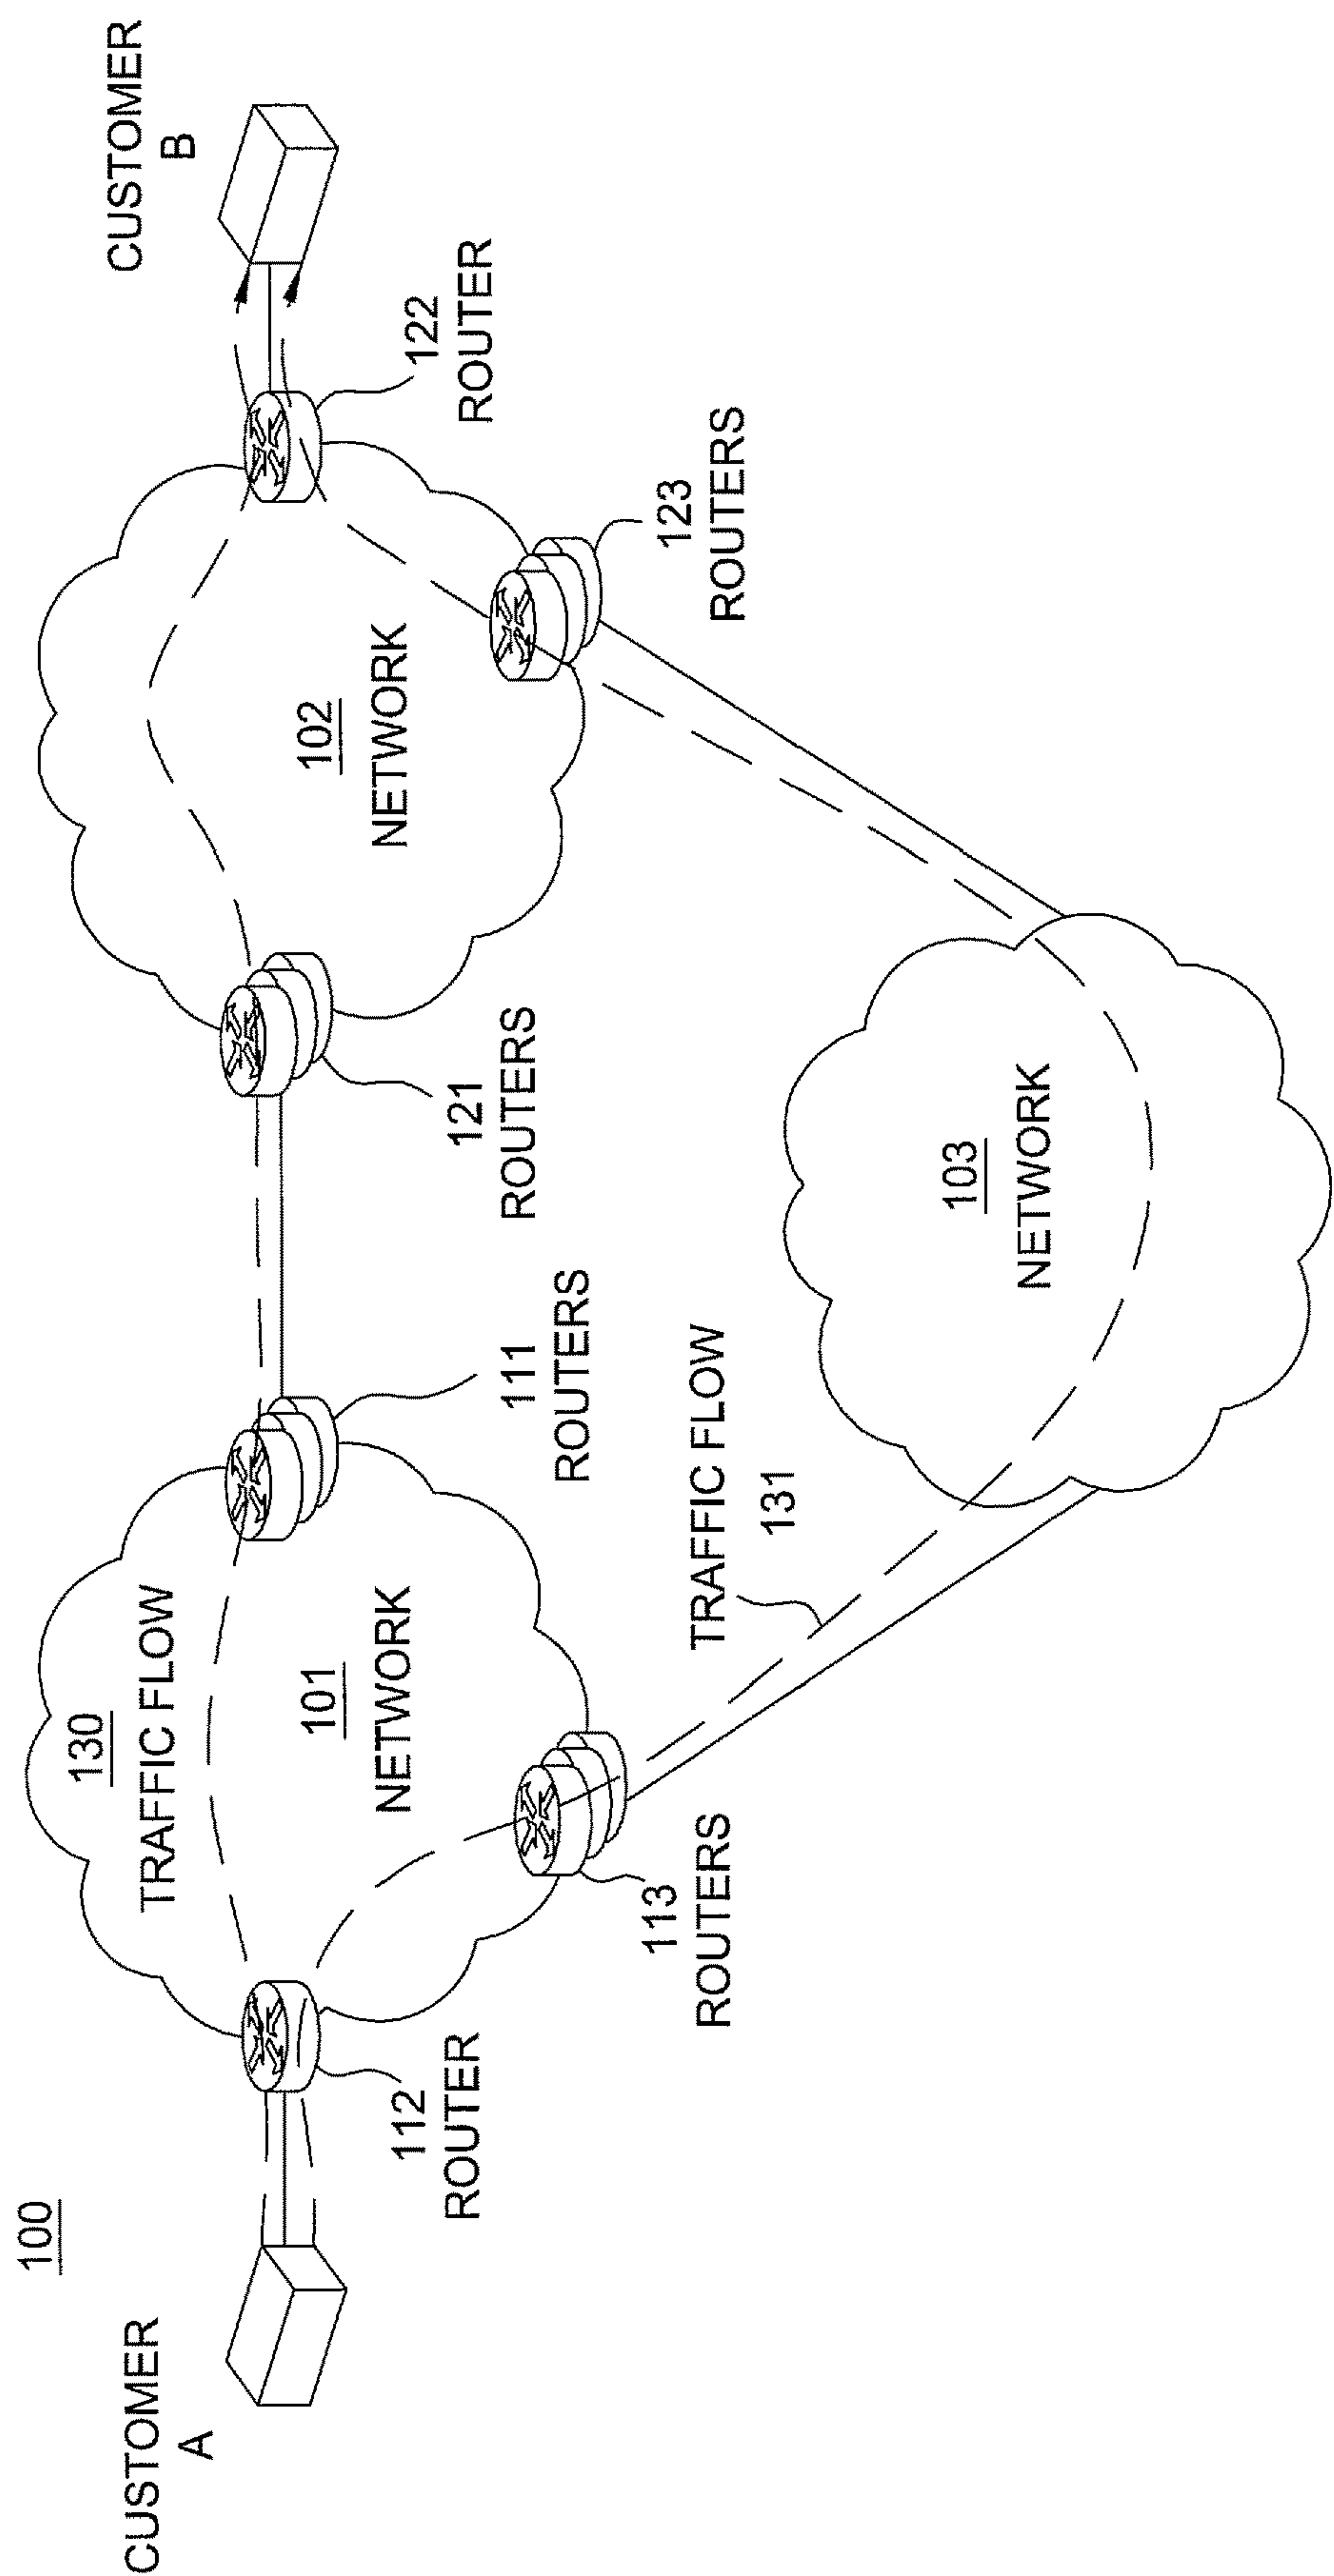 100
CUSTOMER
A
112
ROUTER
130
TRAFFIC FLOW
101
NETWORK
113
ROUTERS
111
ROUTERS
TRAFFIC FLOW
131
121
ROUTERS
103
NETWORK
102
NETWORK
123
ROUTERS
122
ROUTER
CUSTOMER
B